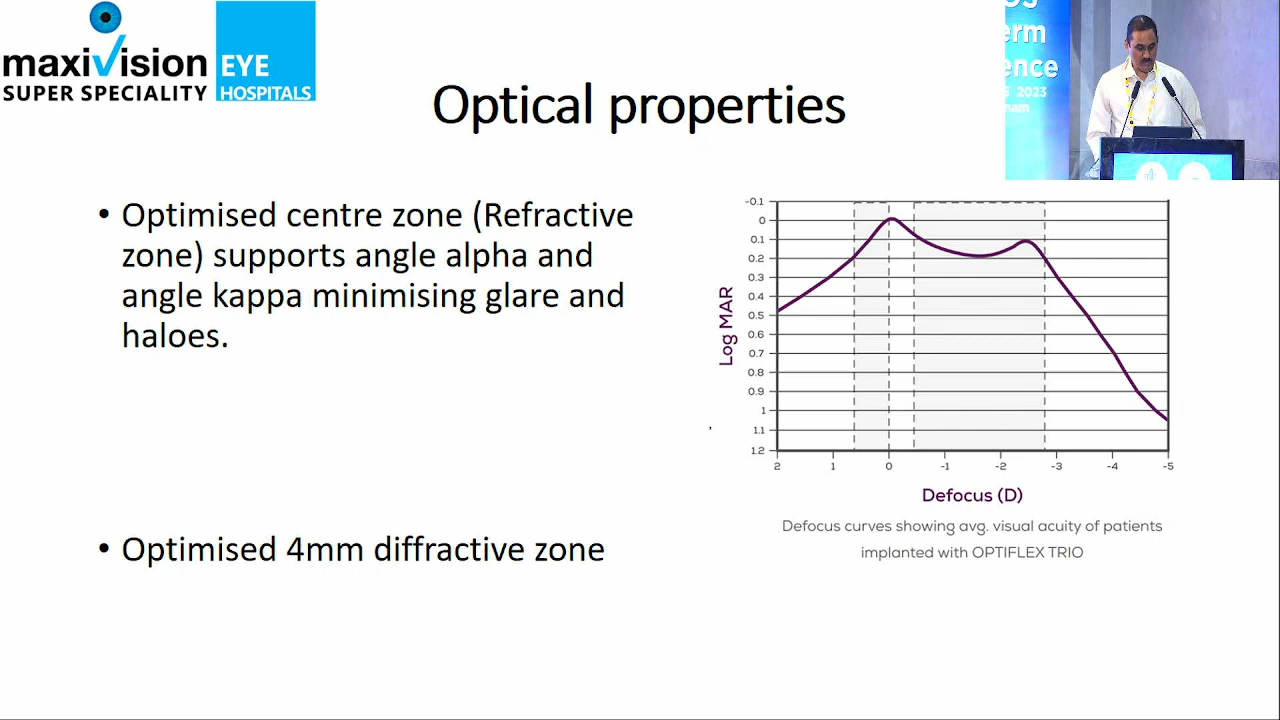 maxivision
SUPER SPECIALITY
EYE
HOSPITALS
Optical properties
erm
ence
2023
nam
• Optimised centre zone (Refractive
zone) supports angle alpha and
angle kappa minimising glare and
haloes.
• Optimised 4mm diffractive zone
Log MAR
-0.1
0
0.1
0.2
0.3
0.4
0.5
0.6
0.7
0.8
0.9
1
1.1
1.2
2 1 0 -1 -2 -3 -4 -5
Defocus (D)
Defocus curves showing avg. visual acuity of patients
implanted with OPTIFLEX TRIO